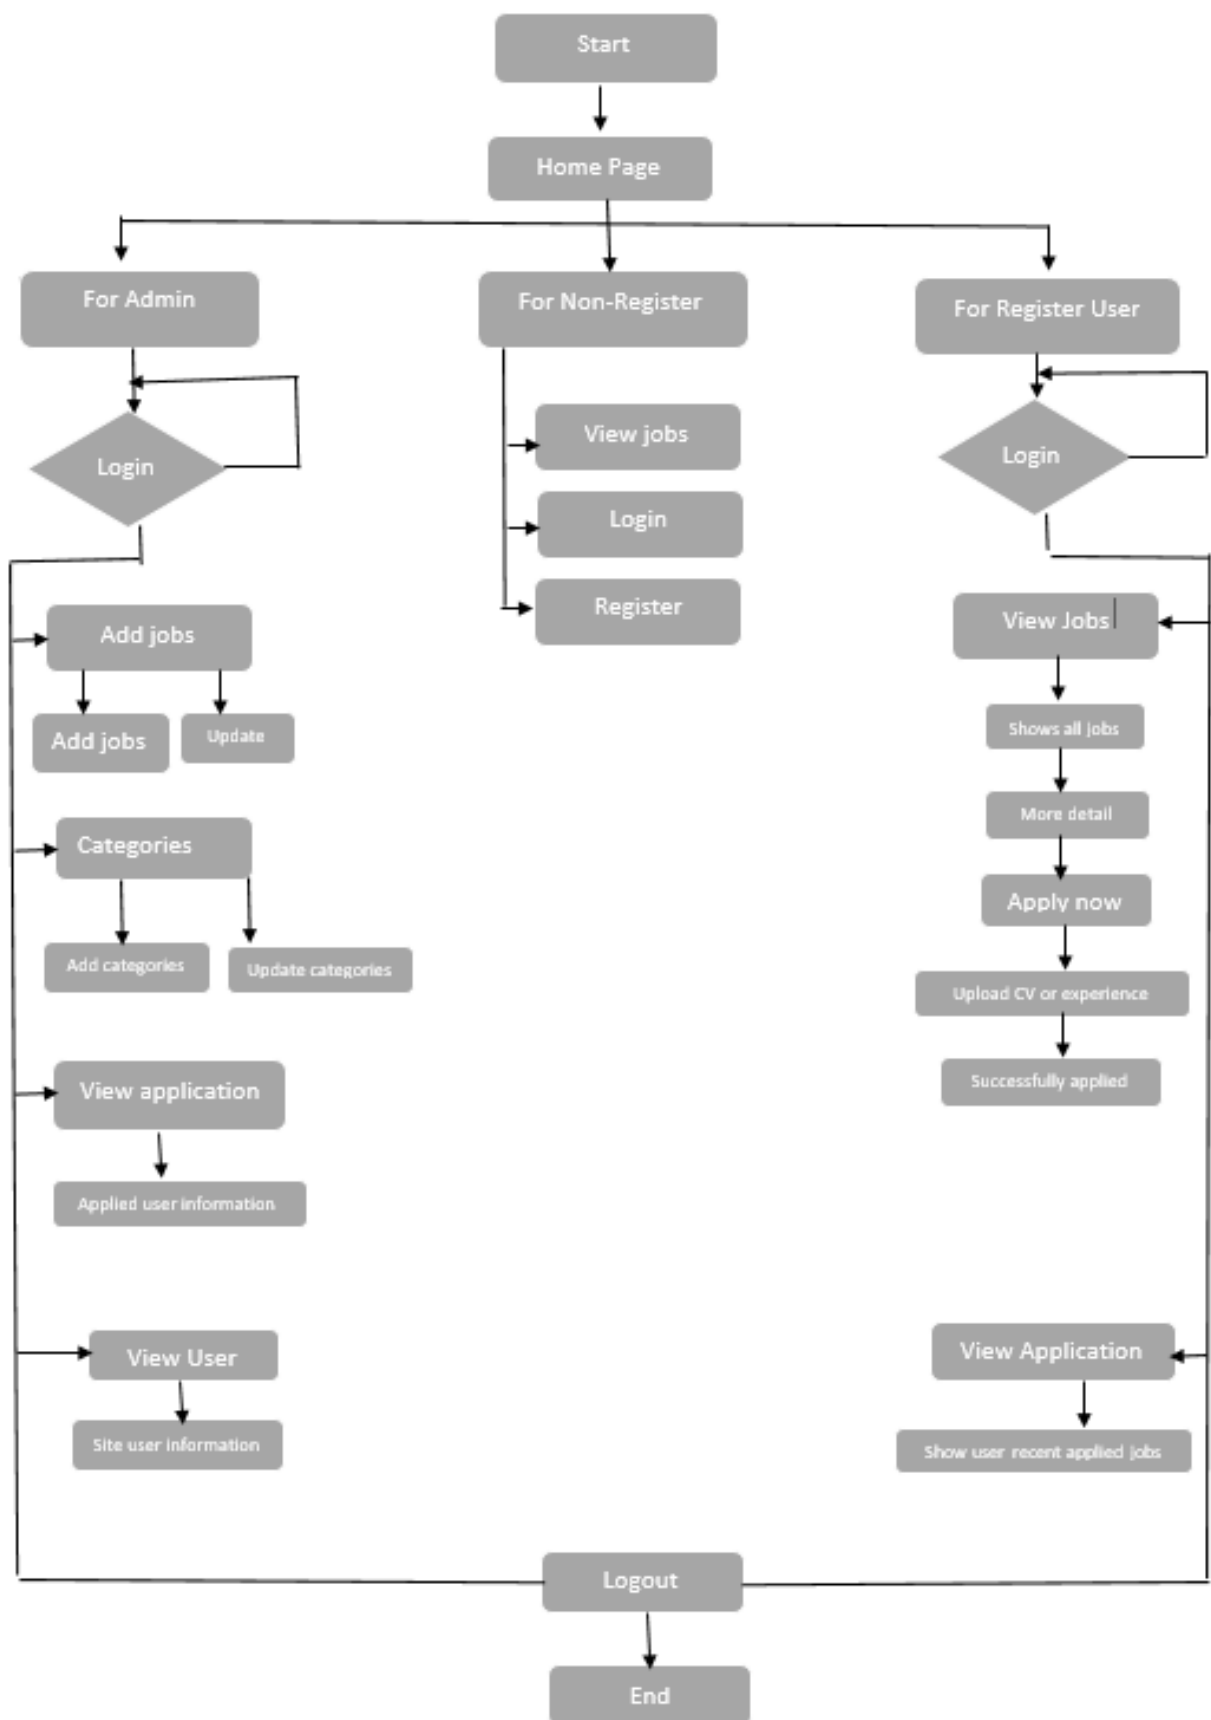 Start
Home Page
For Admin
For Non-Register
For Register User
Login
View jobs
Login
Register
Login
Add jobs
Add jobs
Update
Categories
Add categories
Update categories
View application
Applied user information
View User
Site user information
View Jobs
Shows all jobs
More detail
Apply now
Upload CV or experience
Successfully applied
View Application
Show user recent applied jobs
Logout
End